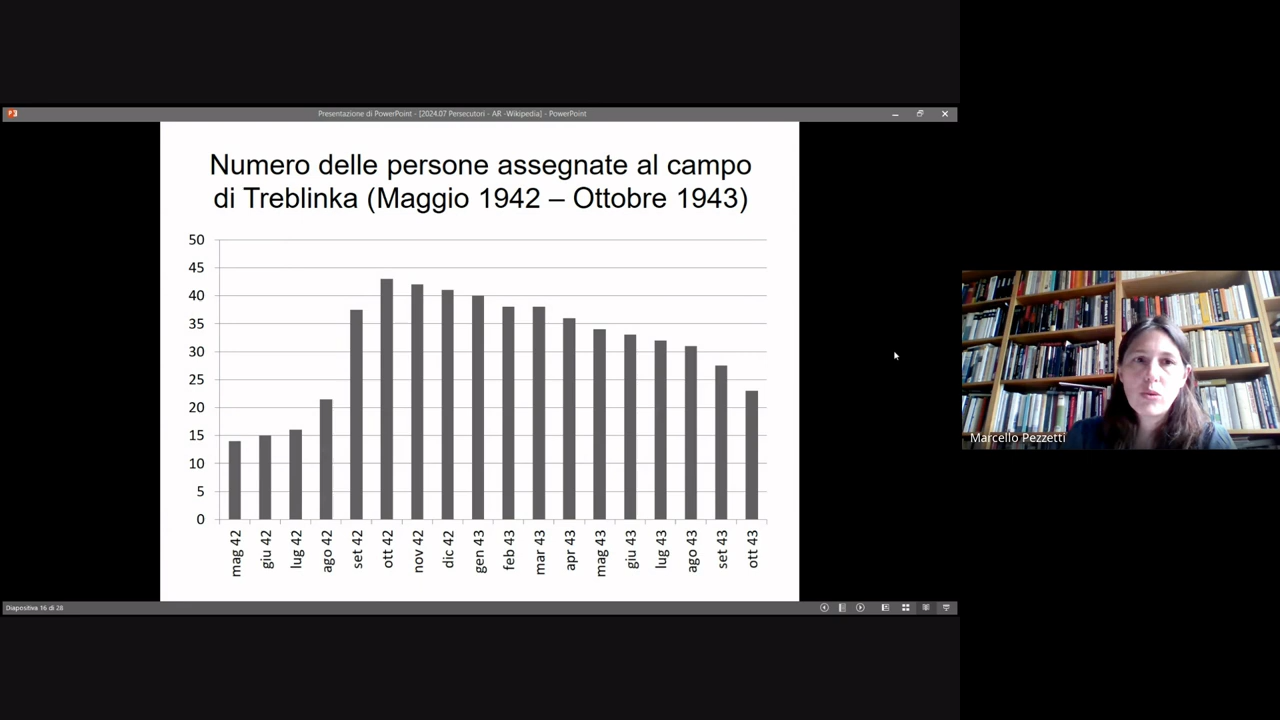 Presentazione di PowerPoint - [2024.07 Persecutori - AR -Wikipedia] - PowerPoint
Numero delle persone assegnate al campo
di Treblinka (Maggio 1942 – Ottobre 1943)
50
45
40
35
30
25
20
15
10
5
0
mag 42
giu 42
lug 42
ago 42
set 42
ott 42
nov 42
dic 42
gen 43
feb 43
mar 43
apr 43
mag 43
giu 43
lug 43
ago 43
set 43
ott 43
Marcello Pezzetti
Diapositiva 16 di 28